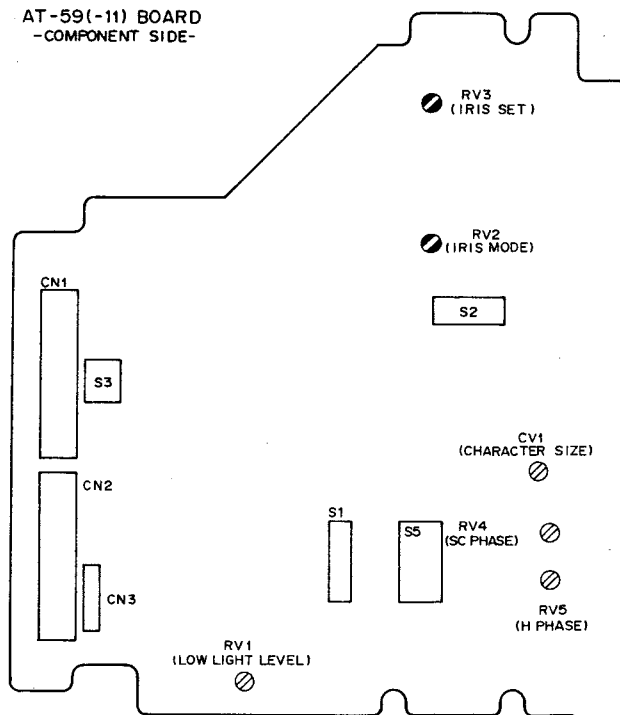 AT-59(-11) BOARD
-COMPONENT SIDE-
RV3
(IRIS SET)
RV2
(IRIS MODE)
CN1
S2
S3
CV1
(CHARACTER SIZE)
CN2
S1
S5
RV4
(SC PHASE)
CN3
RV5
(H PHASE)
RV1
(LOW LIGHT LEVEL)